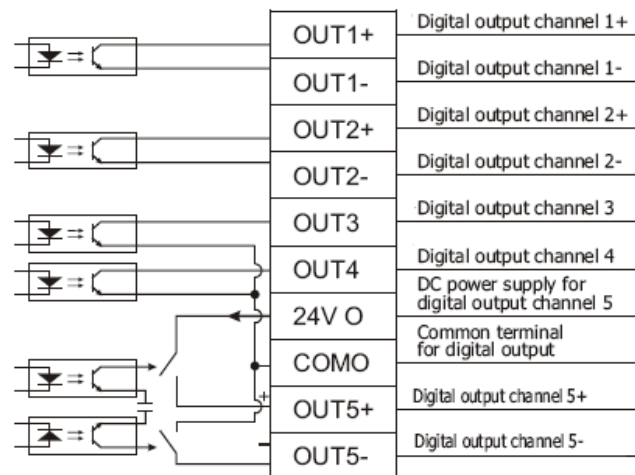 OUT1+ Digital output channel 1+
OUT1- Digital output channel 1-
OUT2+ Digital output channel 2+
OUT2- Digital output channel 2-
OUT3 Digital output channel 3
OUT4 Digital output channel 4
24V O DC power supply for
digital output channel 5
COMO Common terminal
for digital output
+
OUT5+ Digital output channel 5+
-
OUT5- Digital output channel 5-